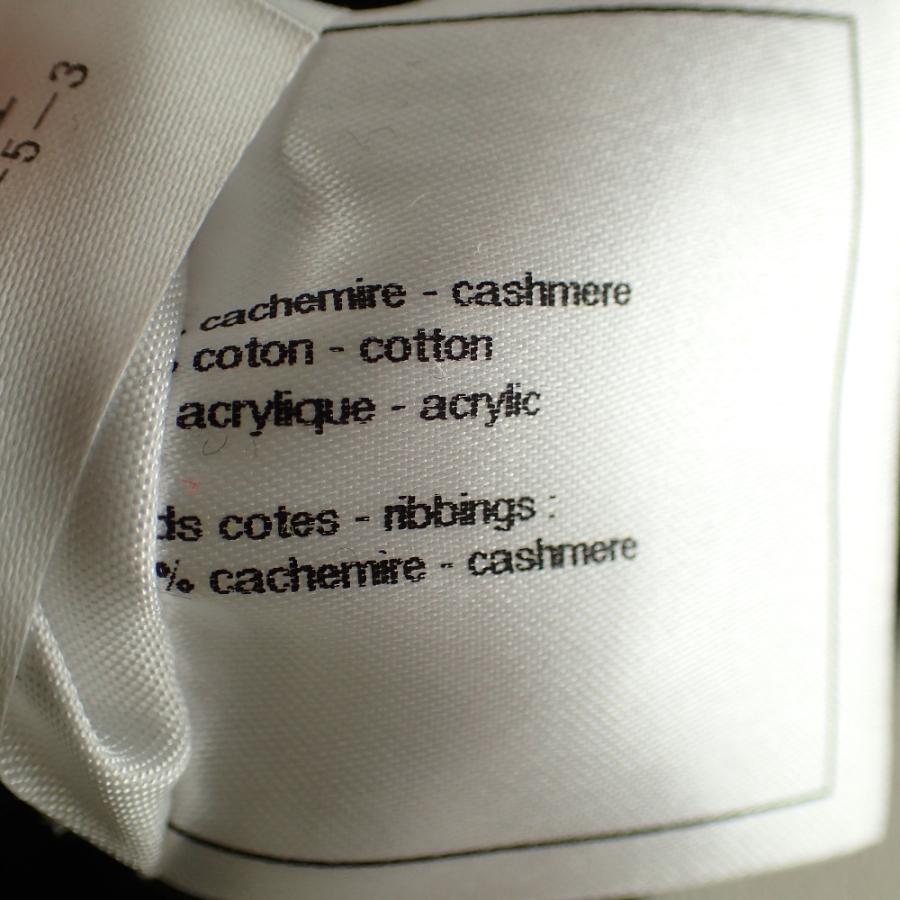 cachemire - cashmere
coton - cotton
acrylique - acrylic
ds cotes - ribbings :
% cachemire - cashmere
5-3